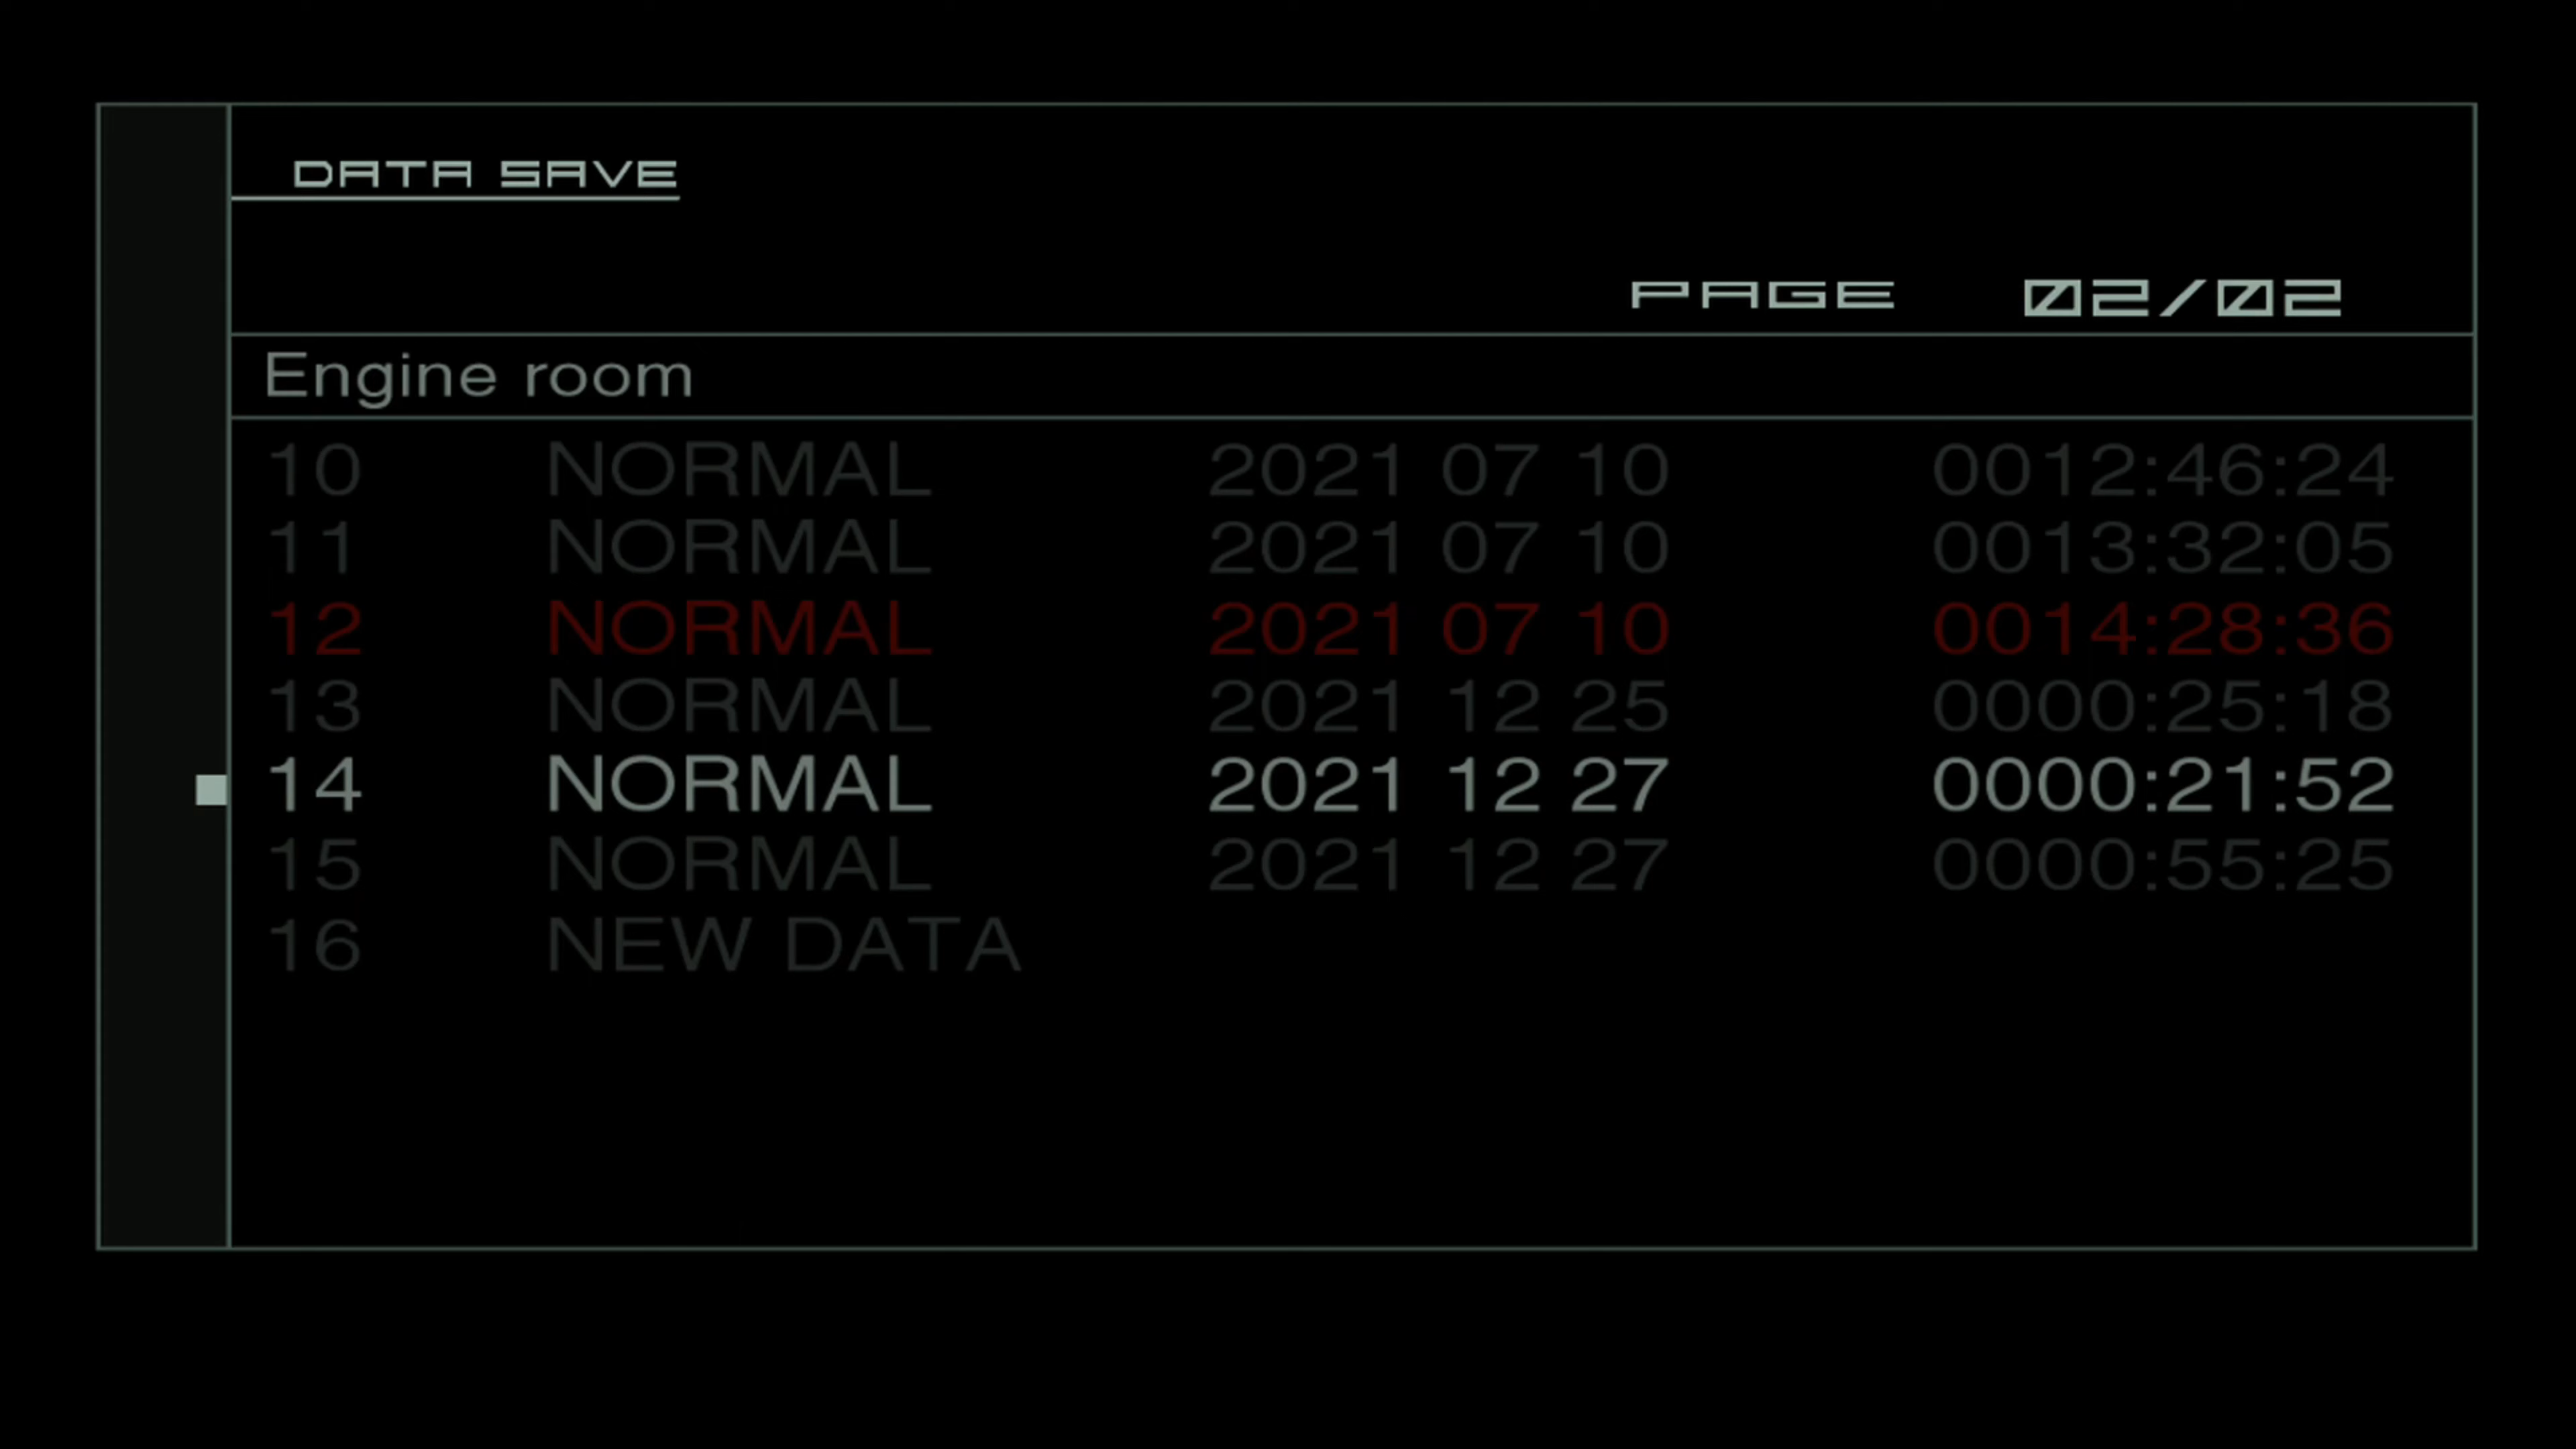 DATA SAVE
PAGE 02/02
Engine room
10 NORMAL 2021 07 10 0012:46:24
11 NORMAL 2021 07 10 0013:32:05
12 NORMAL 2021 07 10 0014:28:36
13 NORMAL 2021 12 25 0000:25:18
14 NORMAL 2021 12 27 0000:21:52
15 NORMAL 2021 12 27 0000:55:25
16 NEW DATA